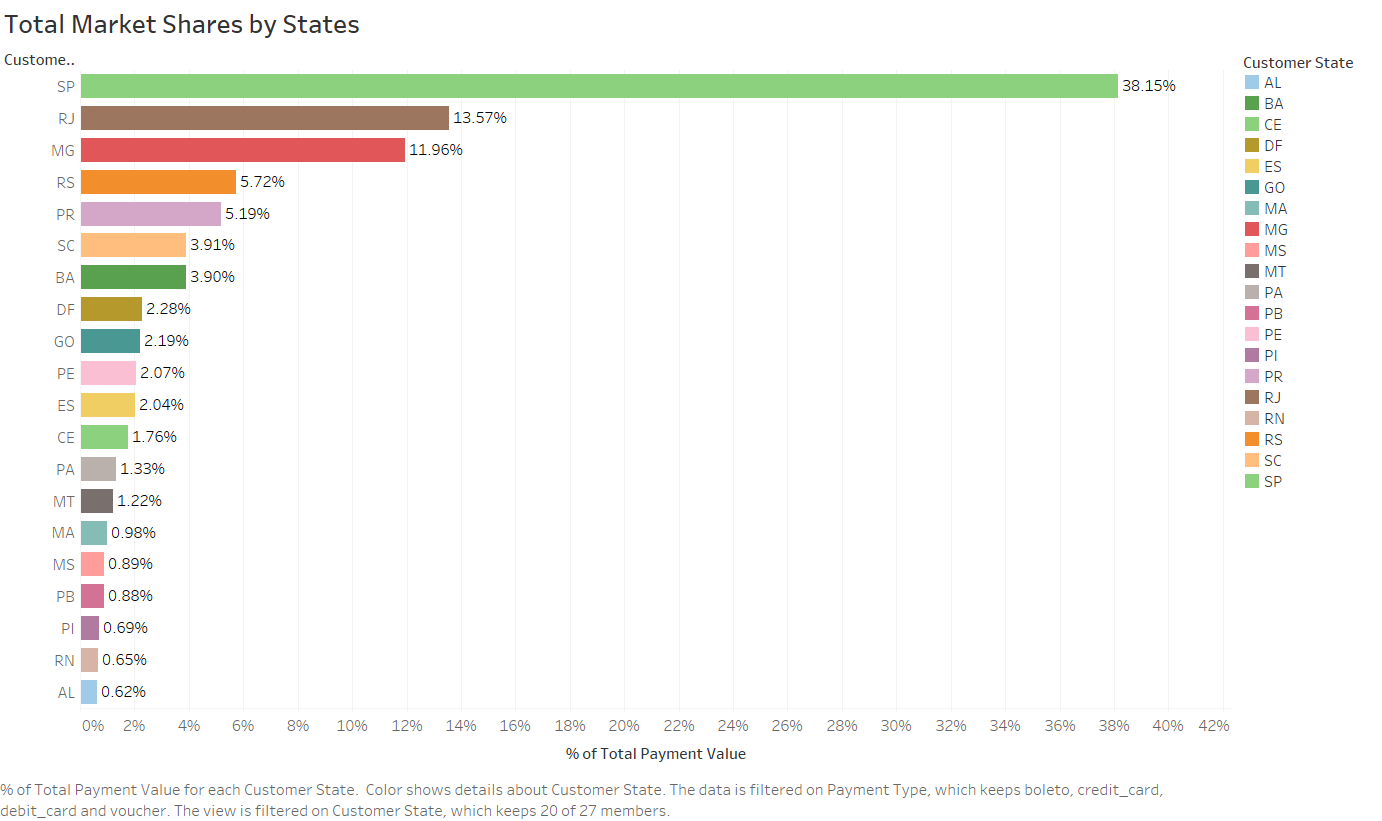 Total Market Shares by States
Custome..
SP 38.15%
RJ 13.57%
MG 11.96%
RS 5.72%
PR 5.19%
SC 3.91%
BA 3.90%
DF 2.28%
GO 2.19%
PE 2.07%
ES 2.04%
CE 1.76%
PA 1.33%
MT 1.22%
MA 0.98%
MS 0.89%
PB 0.88%
PI 0.69%
RN 0.65%
AL 0.62%
0% 2% 4% 6% 8% 10% 12% 14% 16% 18% 20% 22% 24% 26% 28% 30% 32% 34% 36% 38% 40% 42%
% of Total Payment Value
Customer State
AL
BA
CE
DF
ES
GO
MA
MG
MS
MT
PA
PB
PE
PI
PR
RJ
RN
RS
SC
SP
% of Total Payment Value for each Customer State. Color shows details about Customer State. The data is filtered on Payment Type, which keeps boleto, credit_card,
debit_card and voucher. The view is filtered on Customer State, which keeps 20 of 27 members.